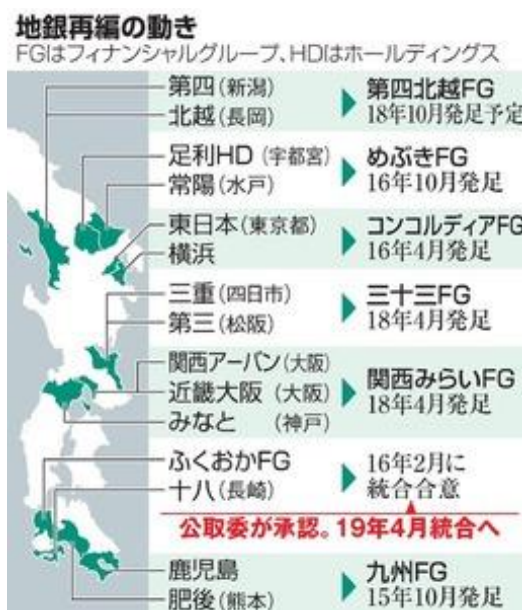 地銀再編の動き
FGはフィナンシャルグループ、HDはホールディングス
第四(新潟)
北越(長岡)
第四北越FG
18年10月発足予定
足利HD(宇都宮)
常陽(水戸)
めぶきFG
16年10月発足
東日本(東京都)
横浜
コンコルディアFG
16年4月発足
三重(四日市)
第三(松阪)
三十三FG
18年4月発足
関西アーバン(大阪)
近畿大阪(大阪)
みなと(神戸)
関西みらいFG
18年4月発足
ふくおかFG
十八(長崎)
16年2月に
統合合意
公取委が承認。19年4月統合へ
鹿児島
肥後(熊本)
九州FG
15年10月発足